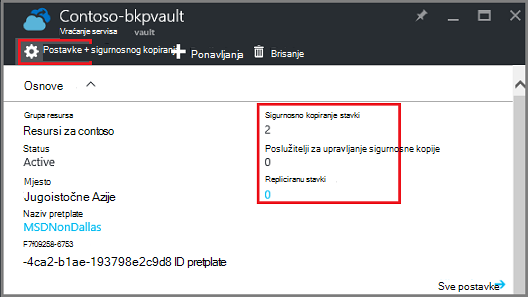 Contoso-bkpvault
Vraćanje servisa vault
Postavke + sigurnosnog kopiranj
Ponavljanja
Brisanje
Osnove
Grupa resursa
Resursi za contoso
Status
Active
Mjesto
Jugoistočne Azije
Naziv pretplate
MSDNonDallas
F7f09258-6753
-4ca2-b1ae-193798e2c9d8 ID pretplate
Sigurnosno kopiranje stavki
2
Poslužitelji za upravljanje sigurnosne kopije
0
Repliciranu stavki
0
Sve postavke